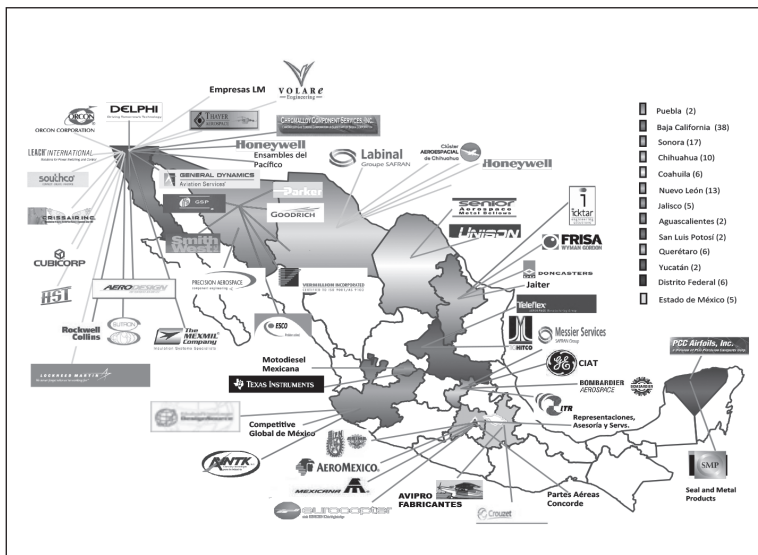 Empresas LM
VOLARE
Engineering
ORCON
ORCON CORPORATION
DELPHI
THAYER
AEROSPACE
CHROMALLOY COMPONENT SERVICES, INC.
LEACH INTERNATIONAL
Honeywell
Ensambles del
Pacífico
Labinal
Groupe SAFRAN
Clúster
AEROESPACIAL
de Chihuahua
Honeywell
southco
GENERAL DYNAMICS
Aviation Services
GSP
Parker
GOODRICH
CRISSAIR INC.
Smith
West
senior
Aerospace
Metal Bellows
UNISON
FRISA
WYMAN GORDON
CUBICORP
HST
AERODESIGN
PRECISION AEROSPACE
DONCASTERS
Jaiter
Teleflex
Rockwell
Collins
SUTRON
The
MEXMIL
Company
ESCO
HITCO
Messier Services
SAFRAN Group
LOCKHEED MARTIN
Motodiesel
Mexicana
TEXAS INSTRUMENTS
GE
CIAT
BOMBARDIER
AEROSPACE
ITR
PCC Airfoils, Inc.
Competitive
Global de México
Representaciones,
Asesoría y Servs.
AEROMEXICO
MEXICANA
AVIPRO
FABRICANTES
eurocopter
Crouzet
Partes Aéreas
Concorde
SMP
Seal and Metal
Products
Puebla (2)
Baja California (38)
Sonora (17)
Chihuahua (10)
Coahuila (6)
Nuevo León (13)
Jalisco (5)
Aguascalientes (2)
San Luis Potosí (2)
Querétaro (6)
Yucatán (2)
Distrito Federal (6)
Estado de México (5)